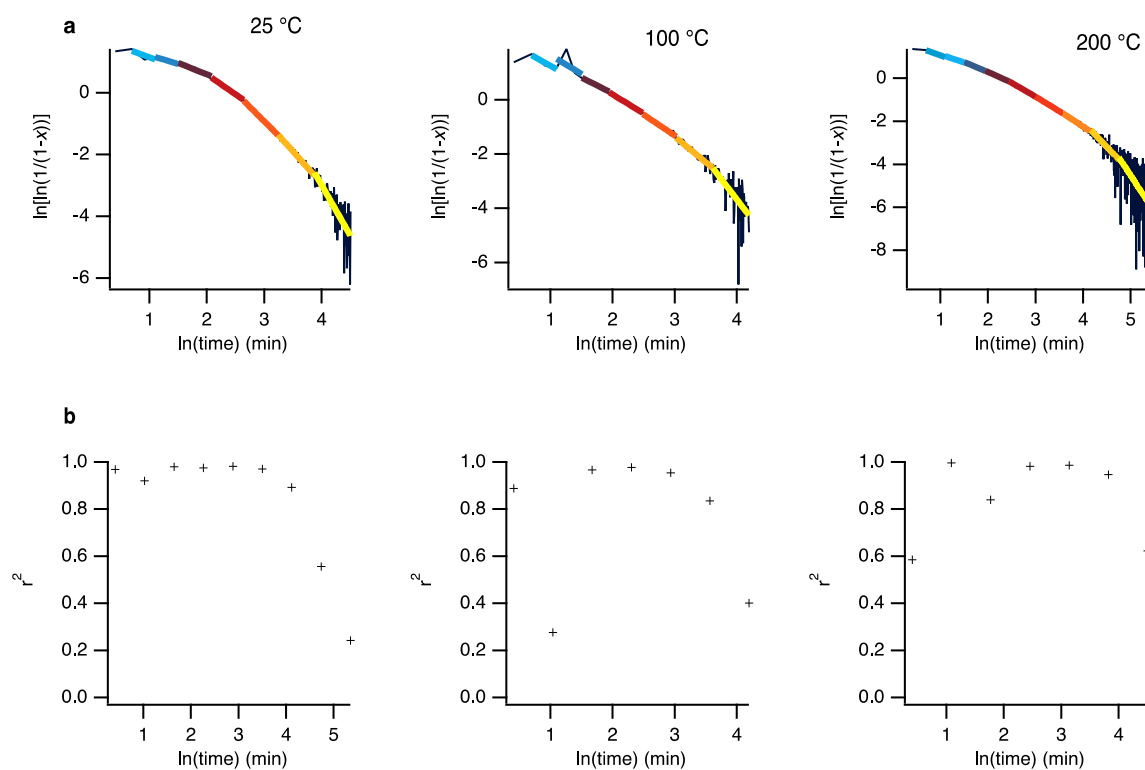 a
25 °C
100 °C
200 °C
ln[ln(1/(1-x))]
0
-2
-4
-6
1 2 3 4
ln(time) (min)
ln[ln(1/(1-x))]
0
-2
-4
-6
1 2 3 4
ln(time) (min)
ln[ln(1/(1-x))]
0
-2
-4
-6
-8
1 2 3 4 5
ln(time) (min)
b
r²
1.0
0.8
0.6
0.4
0.2
0.0
1 2 3 4 5
ln(time) (min)
r²
1.0
0.8
0.6
0.4
0.2
0.0
1 2 3 4
ln(time) (min)
r²
1.0
0.8
0.6
0.4
0.2
0.0
1 2 3 4
ln(time) (min)